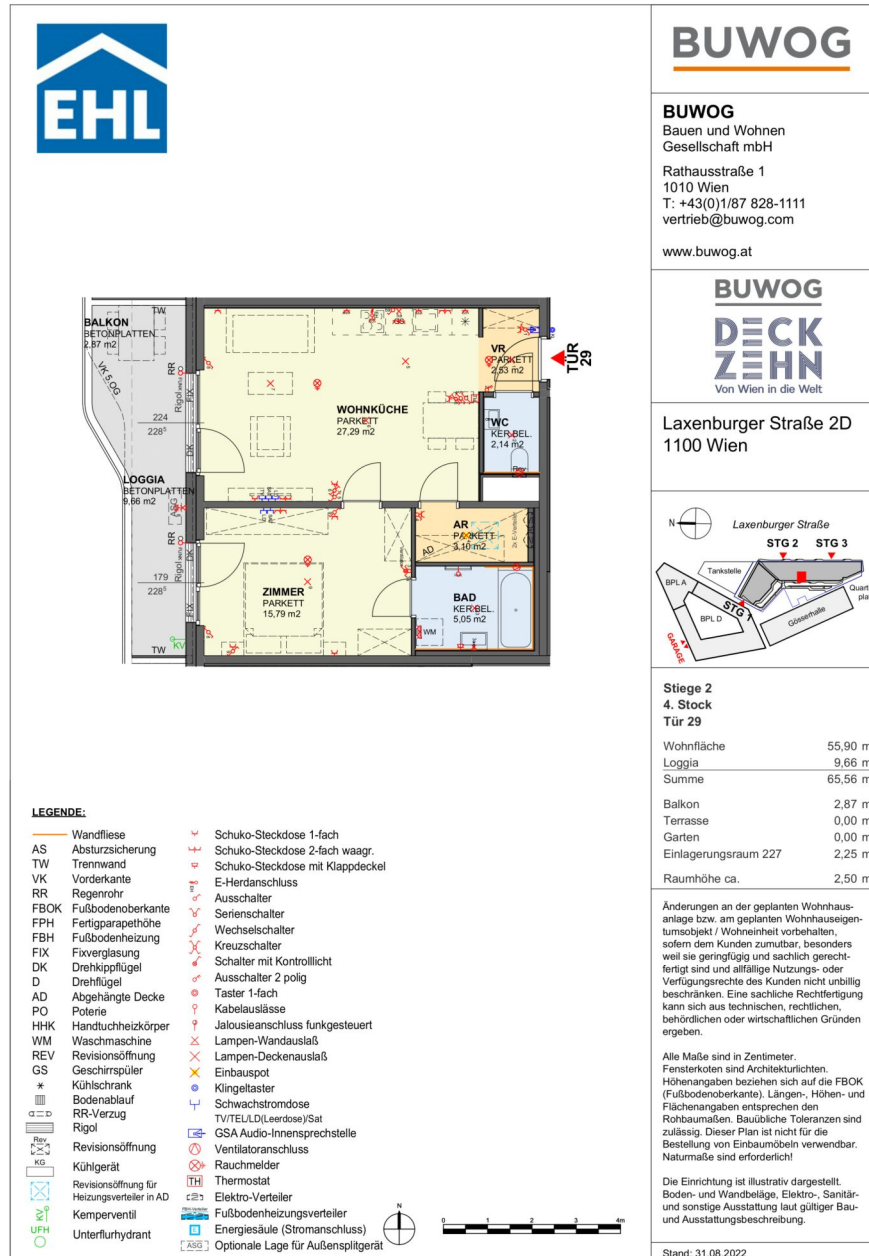 EHL
BUWOG
BUWOG
Bauen und Wohnen
Gesellschaft mbH
Rathausstraße 1
1010 Wien
T: +43(0)1/87 828-1111
vertrieb@buwog.com
www.buwog.at
BUWOG
DECK
ZEHN
Von Wien in die Welt
Laxenburger Straße 2D
1100 Wien
N
Laxenburger Straße
STG 2
STG 3
Tankstelle
BPL A
BPL D
STG 1
Gösserhalle
Quart
plat
GARAGE
Stiege 2
4. Stock
Tür 29
Wohnfläche 55,90 m
Loggia 9,66 m
Summe 65,56 m
Balkon 2,87 m
Terrasse 0,00 m
Garten 0,00 m
Einlagerungsraum 227 2,25 m
Raumhöhe ca. 2,50 m
Änderungen an der geplanten Wohnhaus-
anlage bzw. am geplanten Wohnhauseigen-
tumsobjekt / Wohneinheit vorbehalten,
sofern dem Kunden zumutbar, besonders
weil sie geringfügig und sachlich gerecht-
fertigt sind und allfällige Nutzungs- oder
Verfügungsrechte des Kunden nicht unbillig
beschränken. Eine sachliche Rechtfertigung
kann sich aus technischen, rechtlichen,
behördlichen oder wirtschaftlichen Gründen
ergeben.
Alle Maße sind in Zentimeter.
Fensterkoten sind Architekturlichten.
Höhenangaben beziehen sich auf die FBOK
(Fußbodenoberkante). Längen-, Höhen- und
Flächenangaben entsprechen den
Rohbaumaßen. Bauübliche Toleranzen sind
zulässig. Dieser Plan ist nicht für die
Bestellung von Einbaumöbeln verwendbar.
Naturmaße sind erforderlich!
Die Einrichtung ist illustrativ dargestellt.
Boden- und Wandbeläge, Elektro-, Sanitär-
und sonstige Ausstattung laut gültiger Bau-
und Ausstattungsbeschreibung.
Stand: 31.08.2022
TW
BALKON
BETONPLATTEN
2,87 m2
VK 5.OG
RR
Rigol
FIX
224
228⁵
DK
LOGGIA
BETONPLATTEN
9,66 m2
ASG
RR
DK
Rigol
179
228⁵
FIX
KV
TW
WOHNKÜCHE
PARKETT
27,29 m2
VR
PARKETT
2,53 m2
TÜR
29
WC
KER.BEL.
2,14 m2
Rev
AR
PARKETT
3,10 m2
AD
2x E-Verteiler
ZIMMER
PARKETT
15,79 m2
BAD
KER.BEL.
5,05 m2
WM
LEGENDE:
Wandfliese
AS Absturzsicherung
TW Trennwand
VK Vorderkante
RR Regenrohr
FBOK Fußbodenoberkante
FPH Fertigparapethöhe
FBH Fußbodenheizung
FIX Fixverglasung
DK Drehkippflügel
D Drehflügel
AD Abgehängte Decke
PO Poterie
HHK Handtuchheizkörper
WM Waschmaschine
REV Revisionsöffnung
GS Geschirrspüler
* Kühlschrank
Bodenablauf
RR-Verzug
Rigol
Rev Revisionsöffnung
KG Kühlgerät
Revisionsöffnung für
Heizungsverteiler in AD
KV Kemperventil
UFH Unterflurhydrant
Schuko-Steckdose 1-fach
Schuko-Steckdose 2-fach waagr.
Schuko-Steckdose mit Klappdeckel
E-Herdanschluss
Ausschalter
Serienschalter
Wechselschalter
Kreuzschalter
Schalter mit Kontrolllicht
Ausschalter 2 polig
Taster 1-fach
Kabelauslässe
Jalousieanschluss funkgesteuert
Lampen-Wandauslaß
Lampen-Deckenauslaß
Einbauspot
Klingeltaster
Schwachstromdose
TV/TEL/LD(Leerdose)/Sat
GSA Audio-Innensprechstelle
Ventilatoranschluss
Rauchmelder
TH Thermostat
Elektro-Verteiler
Fußbodenheizungsverteiler
Energiesäule (Stromanschluss)
ASG Optionale Lage für Außensplitgerät
N
0 1 2 3 4m